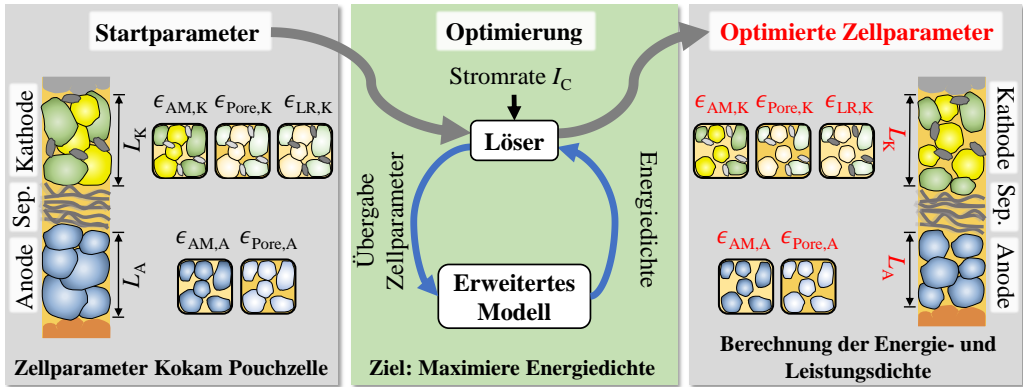 Startparameter
Kathode
Sep.
Anode
L_K
L_A
ϵ_AM,K ϵ_Pore,K ϵ_LR,K
ϵ_AM,A ϵ_Pore,A
Zellparameter Kokam Pouchzelle
Optimierung
Stromrate I_C
Löser
Übergabe
Zellparameter
Energiedichte
Erweitertes
Modell
Ziel: Maximiere Energiedichte
Optimierte Zellparameter
ϵ_AM,K ϵ_Pore,K ϵ_LR,K
ϵ_AM,A ϵ_Pore,A
L_K
L_A
Kathode
Sep.
Anode
Berechnung der Energie- und
Leistungsdichte